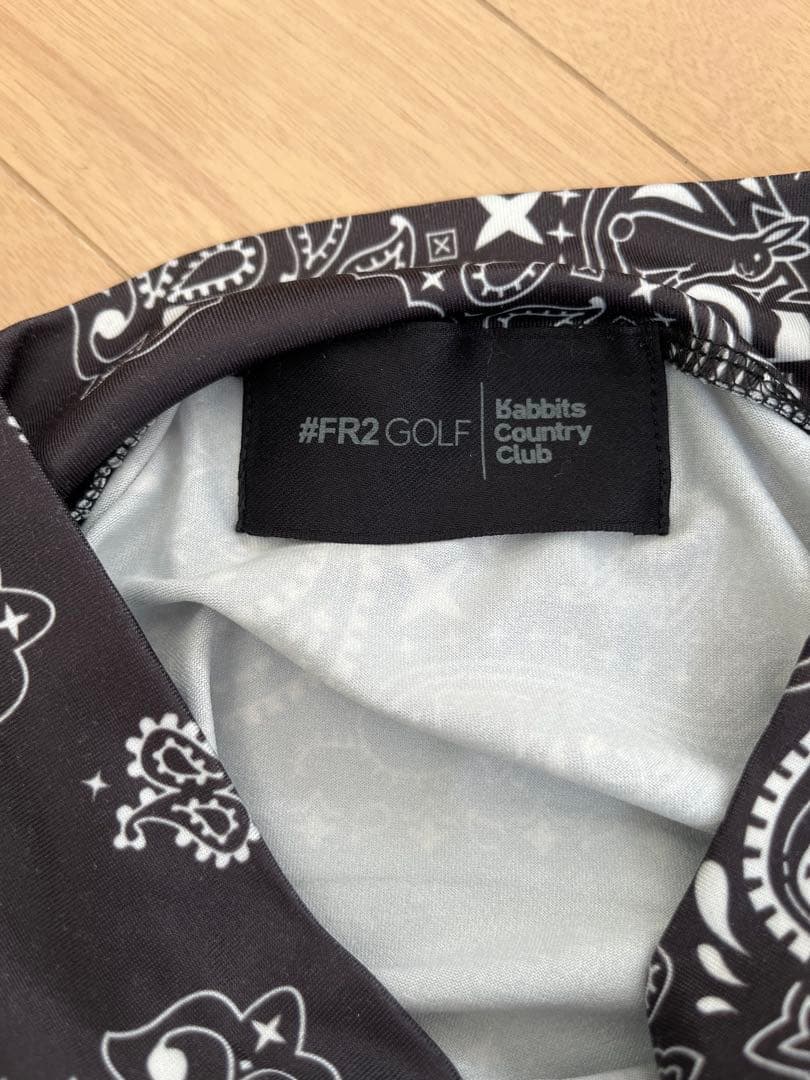 #FR2 GOLF
Rabbits
Country
Club